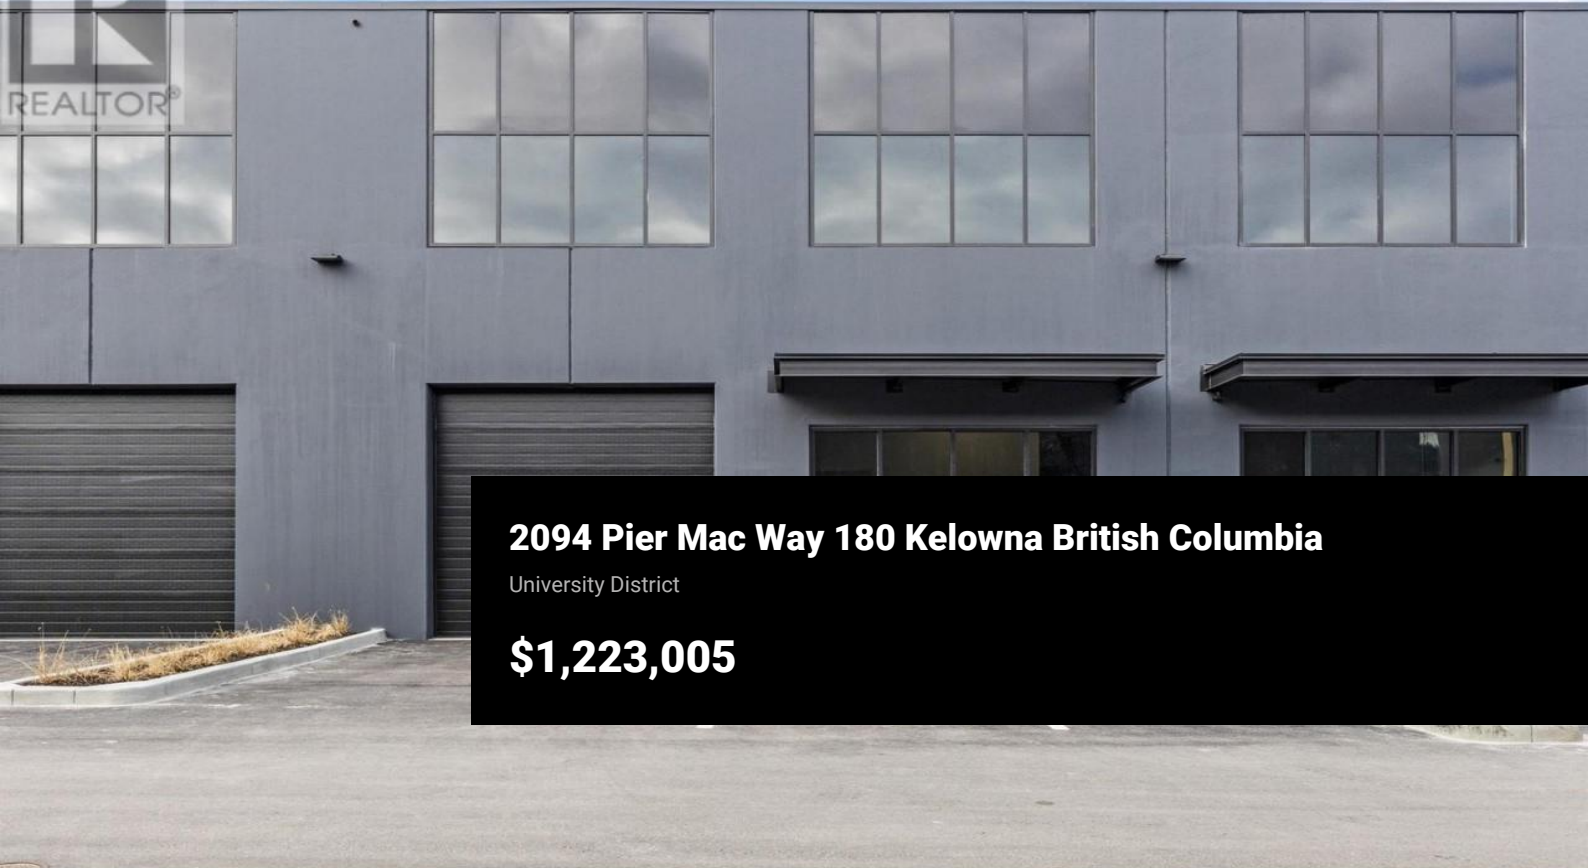 REALTOR®
2094 Pier Mac Way 180 Kelowna British Columbia
University District
$1,223,005